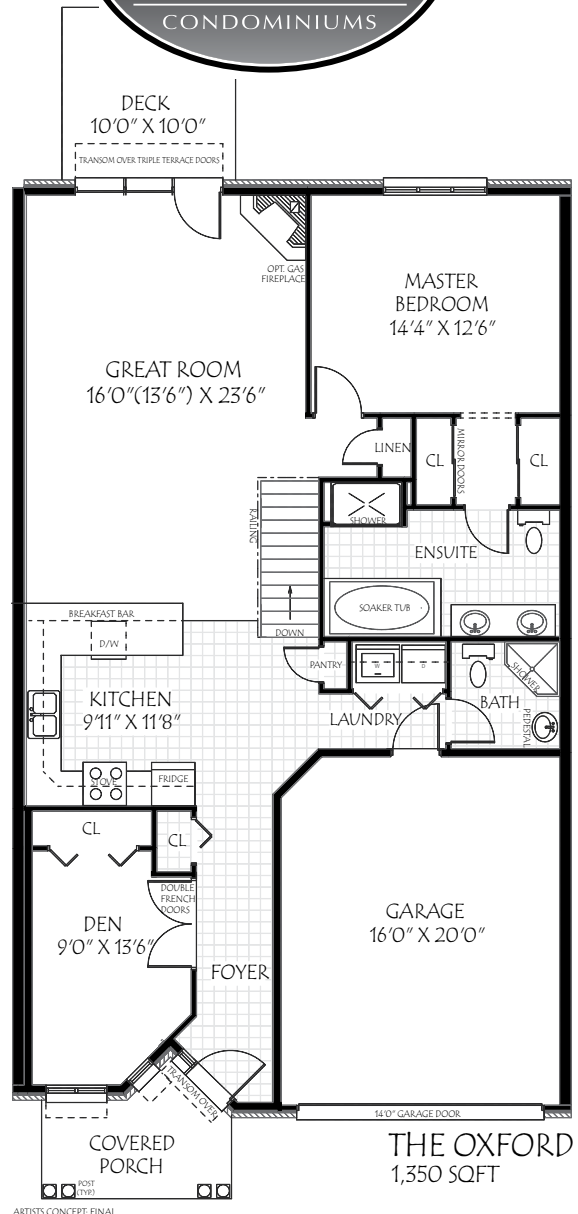 CONDOMINIUMS
DECK
10'0" X 10'0"
TRANSOM OVER TRIPLE TERRACE DOORS
OPT. GAS
FIREPLACE
MASTER
BEDROOM
14'4" X 12'6"
GREAT ROOM
16'0"(13'6") X 23'6"
LINEN
CL
MIRROR DOORS
CL
RAILING
SHOWER
ENSUITE
SOAKER TUB
DOWN
BREAKFAST BAR
D/W
PANTRY
W
D
SHOWER
KITCHEN
9'11" X 11'8"
LAUNDRY
BATH
PEDESTAL
STOVE
FRIDGE
CL
CL
DOUBLE
FRENCH
DOORS
DEN
9'0" X 13'6"
GARAGE
16'0" X 20'0"
FOYER
TRANSOM OVER
14'0" GARAGE DOOR
COVERED
PORCH
POST
(TYP.)
THE OXFORD
1,350 SQFT
ARTISTS CONCEPT: FINAL